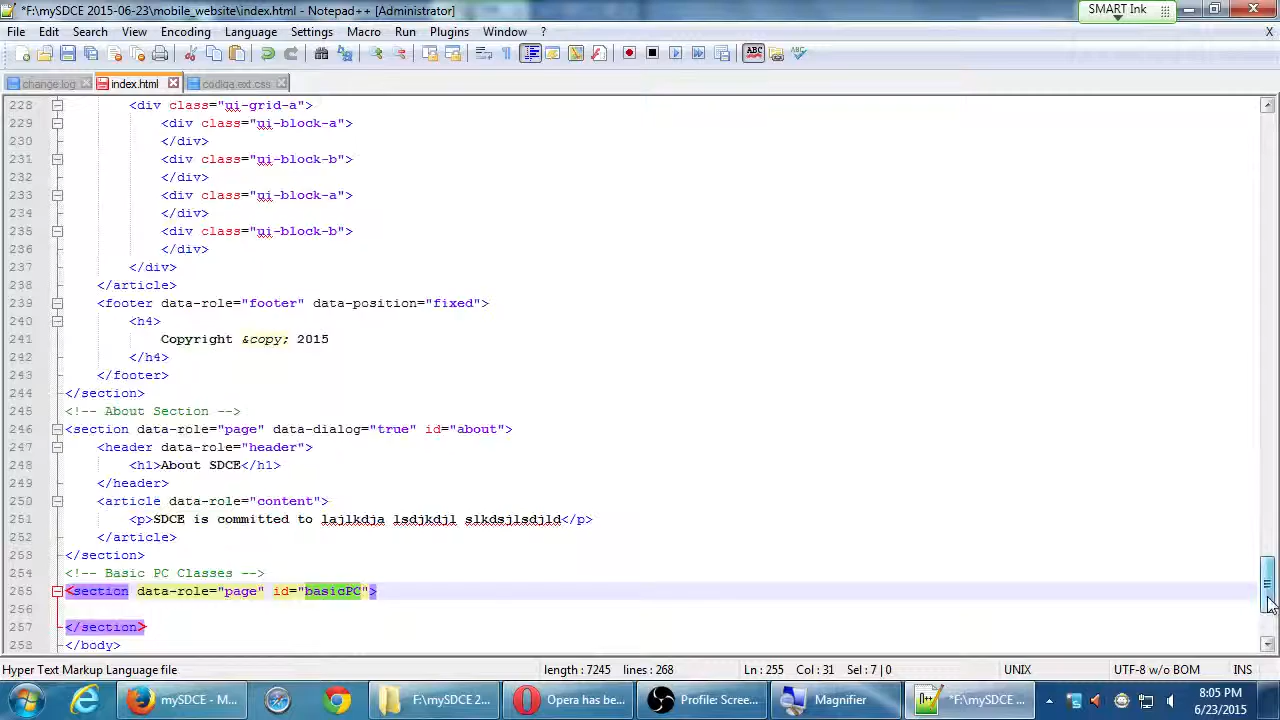 *F:\mySDCE 2015-06-23\mobile_website\index.html - Notepad++ [Administrator]
SMART Ink
File Edit Search View Encoding Language Settings Macro Run Plugins Window ? X
change.log index.html codiqa.ext.css
228 <div class="ui-grid-a">
229 <div class="ui-block-a">
230 </div>
231 <div class="ui-block-b">
232 </div>
233 <div class="ui-block-a">
234 </div>
235 <div class="ui-block-b">
236 </div>
237 </div>
238 </article>
239 <footer data-role="footer" data-position="fixed">
240 <h4>
241 Copyright &copy; 2015
242 </h4>
243 </footer>
244 </section>
245 <!-- About Section -->
246 <section data-role="page" data-dialog="true" id="about">
247 <header data-role="header">
248 <h1>About SDCE</h1>
249 </header>
250 <article data-role="content">
251 <p>SDCE is committed to lajlkdja lsdjkdjl slkdsjlsdjld</p>
252 </article>
253 </section>
254 <!-- Basic PC Classes -->
255 <section data-role="page" id="basicPC">
256
257 </section>
258 </body>
Hyper Text Markup Language file length : 7245 lines : 268 Ln : 255 Col : 31 Sel : 7 | 0 UNIX UTF-8 w/o BOM INS
mySDCE - M... F:\mySDCE 2... Opera has be... Profile: Scree... Magnifier *F:\mySDCE ... 8:05 PM
6/23/2015